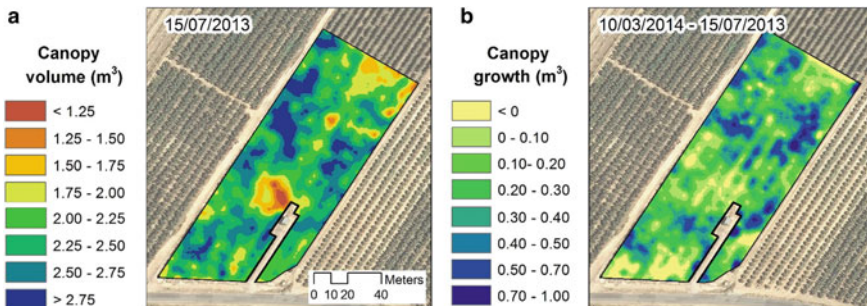 a
15/07/2013
Canopy
volume (m³)
< 1.25
1.25 - 1.50
1.50 - 1.75
1.75 - 2.00
2.00 - 2.25
2.25 - 2.50
2.50 - 2.75
> 2.75
Meters
0 10 20 40
b
10/03/2014 - 15/07/2013
Canopy
growth (m³)
< 0
0 - 0.10
0.10- 0.20
0.20 - 0.30
0.30 - 0.40
0.40 - 0.50
0.50 - 0.70
0.70 - 1.00